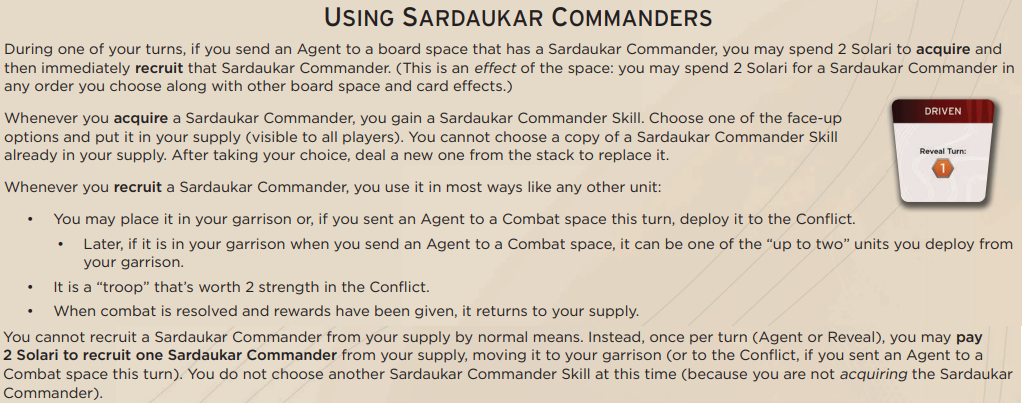 USING SARDAUKAR COMMANDERS
During one of your turns, if you send an Agent to a board space that has a Sardaukar Commander, you may spend 2 Solari to acquire and
then immediately recruit that Sardaukar Commander. (This is an effect of the space: you may spend 2 Solari for a Sardaukar Commander in
any order you choose along with other board space and card effects.)
Whenever you acquire a Sardaukar Commander, you gain a Sardaukar Commander Skill. Choose one of the face-up
options and put it in your supply (visible to all players). You cannot choose a copy of a Sardaukar Commander Skill
already in your supply. After taking your choice, deal a new one from the stack to replace it.
DRIVEN
Reveal Turn:
1
Whenever you recruit a Sardaukar Commander, you use it in most ways like any other unit:
• You may place it in your garrison or, if you sent an Agent to a Combat space this turn, deploy it to the Conflict.
• Later, if it is in your garrison when you send an Agent to a Combat space, it can be one of the “up to two” units you deploy from
your garrison.
• It is a “troop” that’s worth 2 strength in the Conflict.
• When combat is resolved and rewards have been given, it returns to your supply.
You cannot recruit a Sardaukar Commander from your supply by normal means. Instead, once per turn (Agent or Reveal), you may pay
2 Solari to recruit one Sardaukar Commander from your supply, moving it to your garrison (or to the Conflict, if you sent an Agent to a
Combat space this turn). You do not choose another Sardaukar Commander Skill at this time (because you are not acquiring the Sardaukar
Commander).